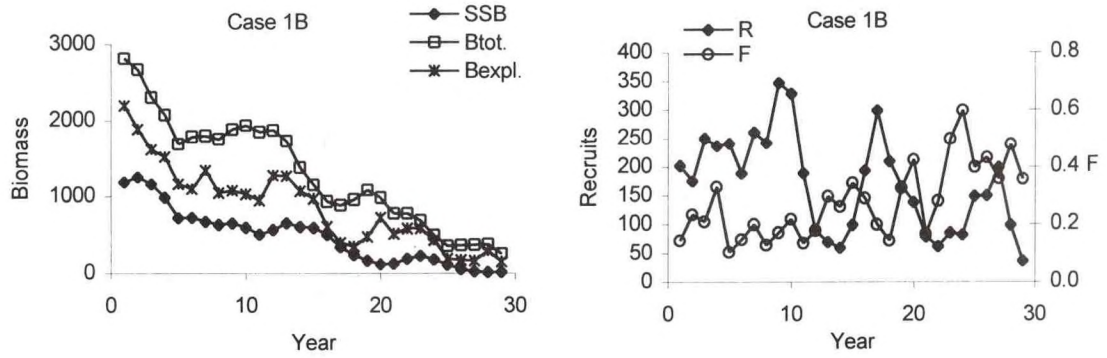 Case 1B
SSB
Btot.
Bexpl.
3000
2000
1000
0
Biomass
0 10 20 30
Year
Case 1B
R
F
400
350
300
250
200
150
100
50
0
Recruits
0.8
0.6
0.4
0.2
0.0
F
0 10 20 30
Year